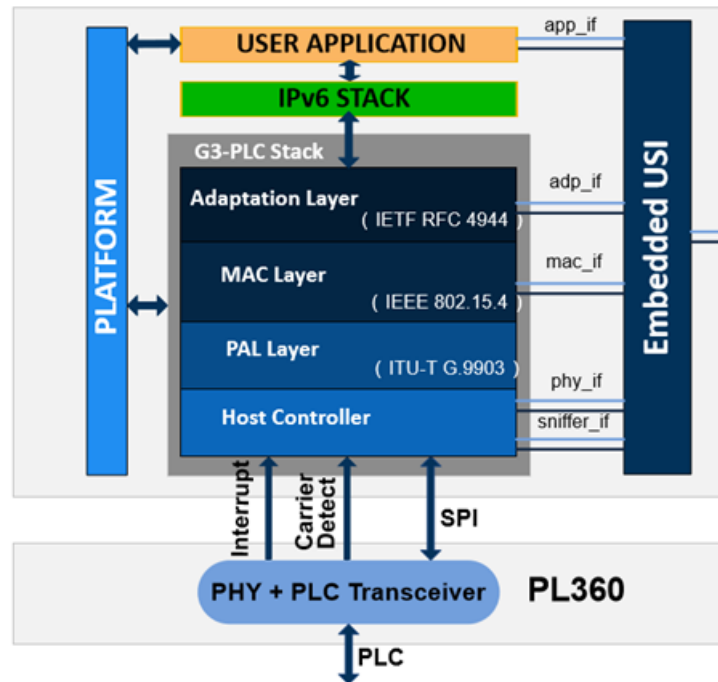 USER APPLICATION
app_if
IPv6 STACK
G3-PLC Stack
PLATFORM
Adaptation Layer
( IETF RFC 4944 )
adp_if
MAC Layer
( IEEE 802.15.4 )
mac_if
PAL Layer
( ITU-T G.9903 )
phy_if
Host Controller
sniffer_if
Embedded USI
Interrupt
Carrier
Detect
SPI
PHY + PLC Transceiver
PL360
PLC